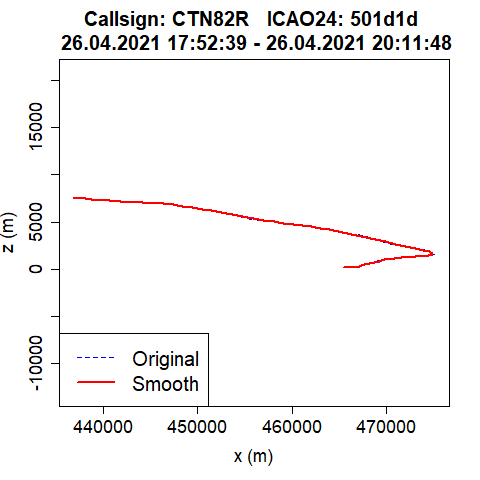 Callsign: CTN82R   ICAO24: 501d1d
26.04.2021 17:52:39 - 26.04.2021 20:11:48
z (m)
15000
5000
0
-10000
Original
Smooth
440000 450000 460000 470000
x (m)